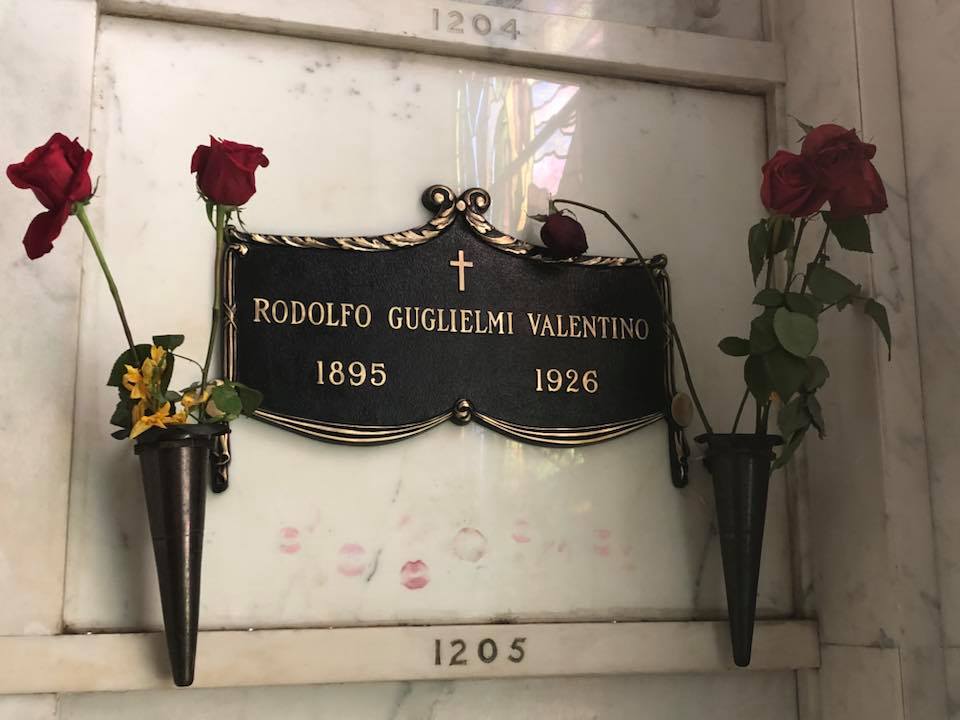 1204
RODOLFO GUGLIELMI VALENTINO
1895 1926
1205